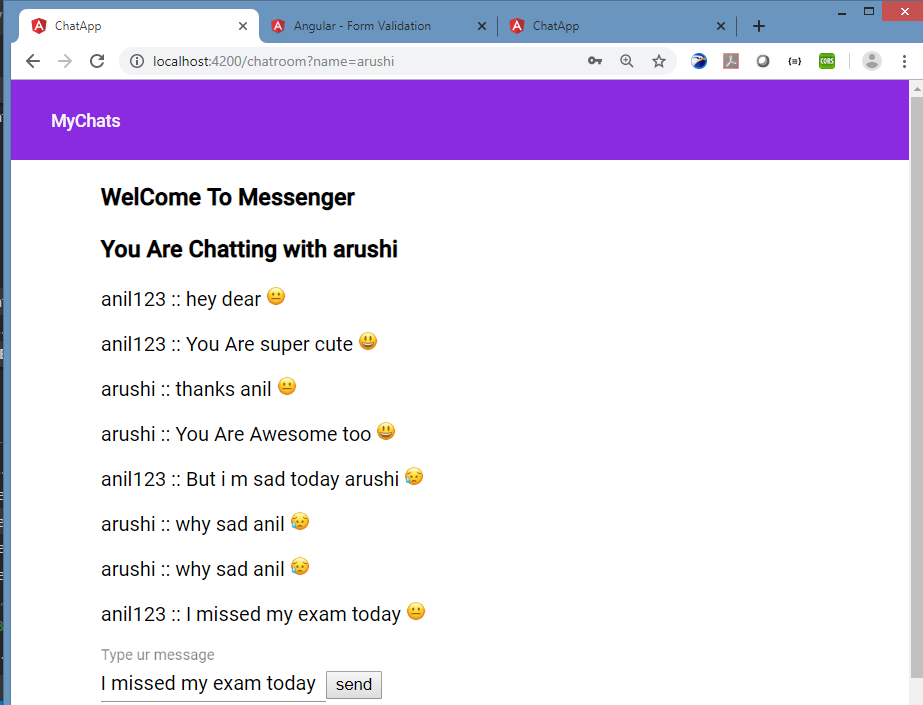 ChatApp
Angular - Form Validation
ChatApp
localhost:4200/chatroom?name=arushi
CORS
MyChats
WelCome To Messenger
You Are Chatting with arushi
anil123 :: hey dear 😐
anil123 :: You Are super cute 😃
arushi :: thanks anil 😐
arushi :: You Are Awesome too 😃
anil123 :: But i m sad today arushi 😥
arushi :: why sad anil 😥
arushi :: why sad anil 😥
anil123 :: I missed my exam today 😐
Type ur message
I missed my exam today send